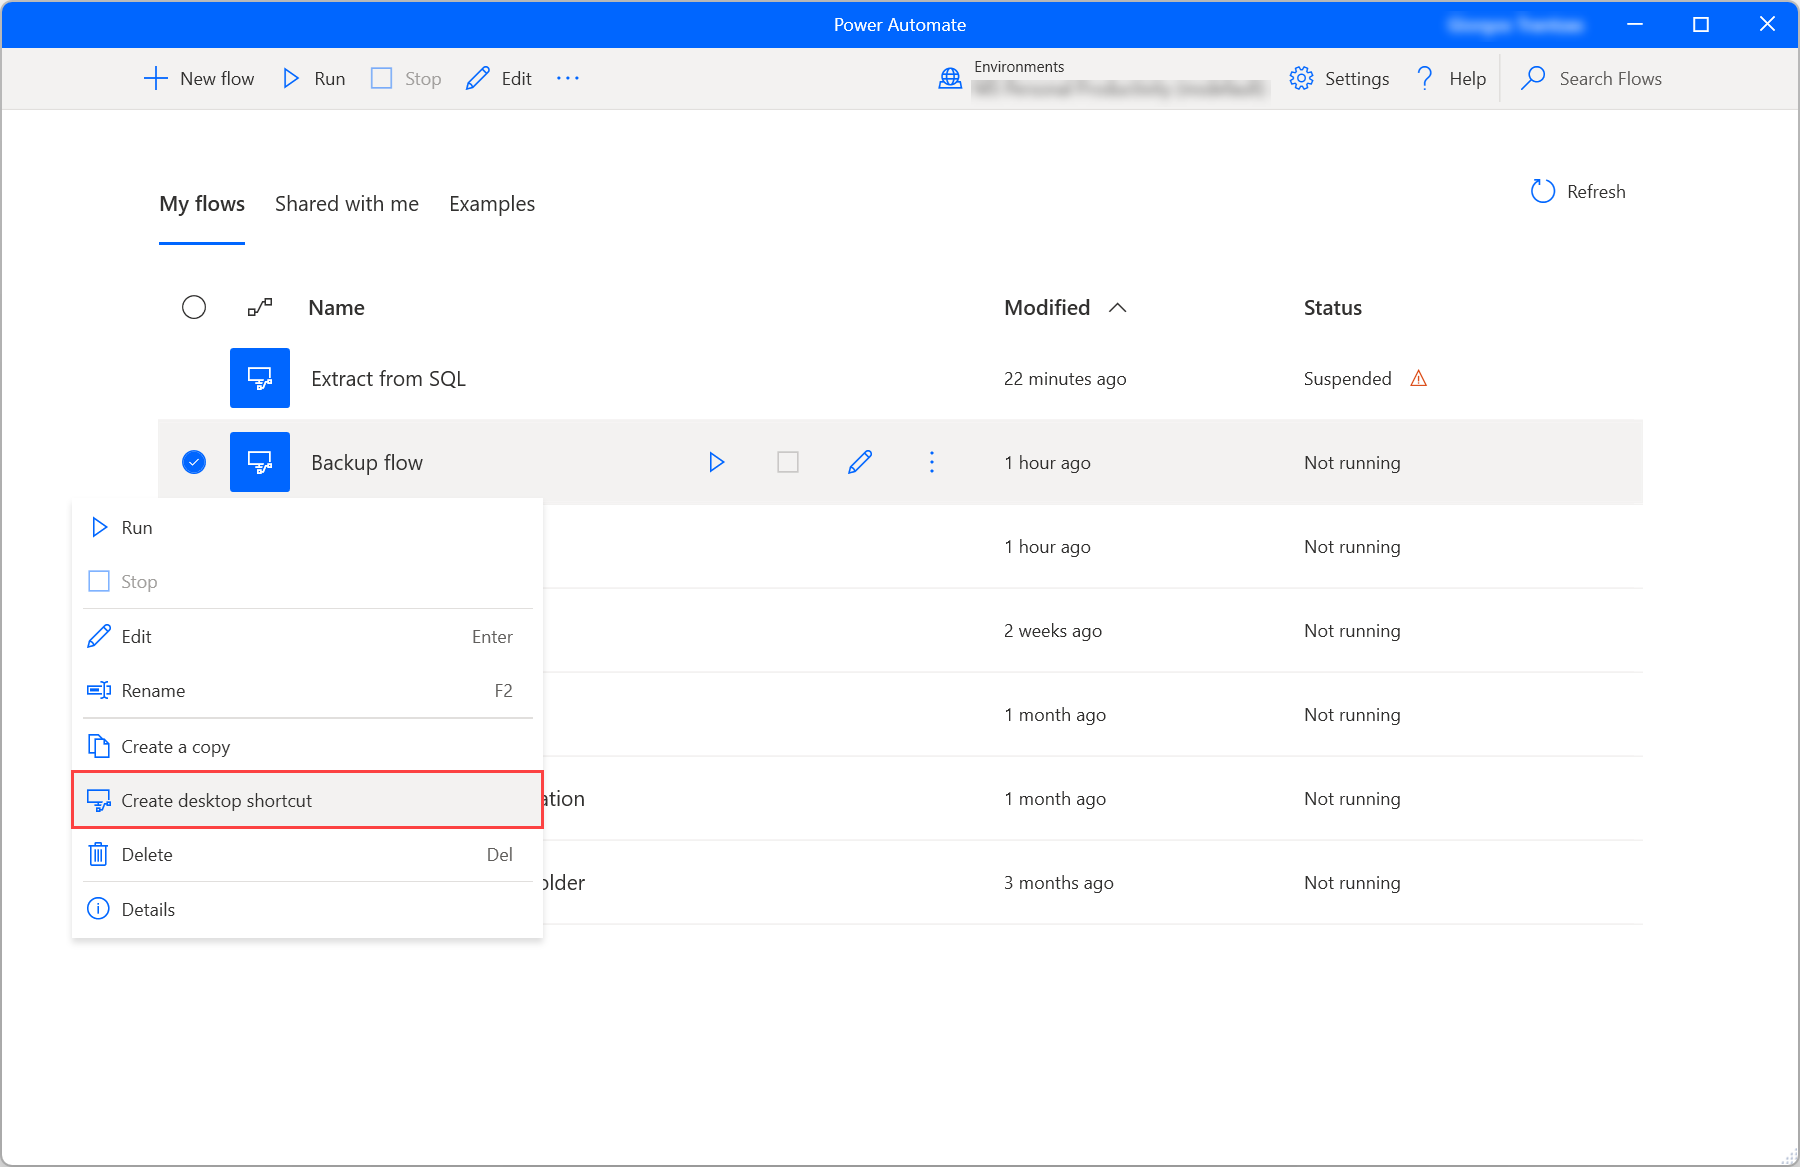 Power Automate
New flow Run Stop Edit ··· Environments Settings Help Search Flows
My flows Shared with me Examples Refresh
Name Modified Status
Extract from SQL 22 minutes ago Suspended
Backup flow 1 hour ago Not running
Run
1 hour ago Not running
Stop
Edit Enter
2 weeks ago Not running
Rename F2
1 month ago Not running
Create a copy
Create desktop shortcut
ation 1 month ago Not running
Delete Del
older 3 months ago Not running
Details